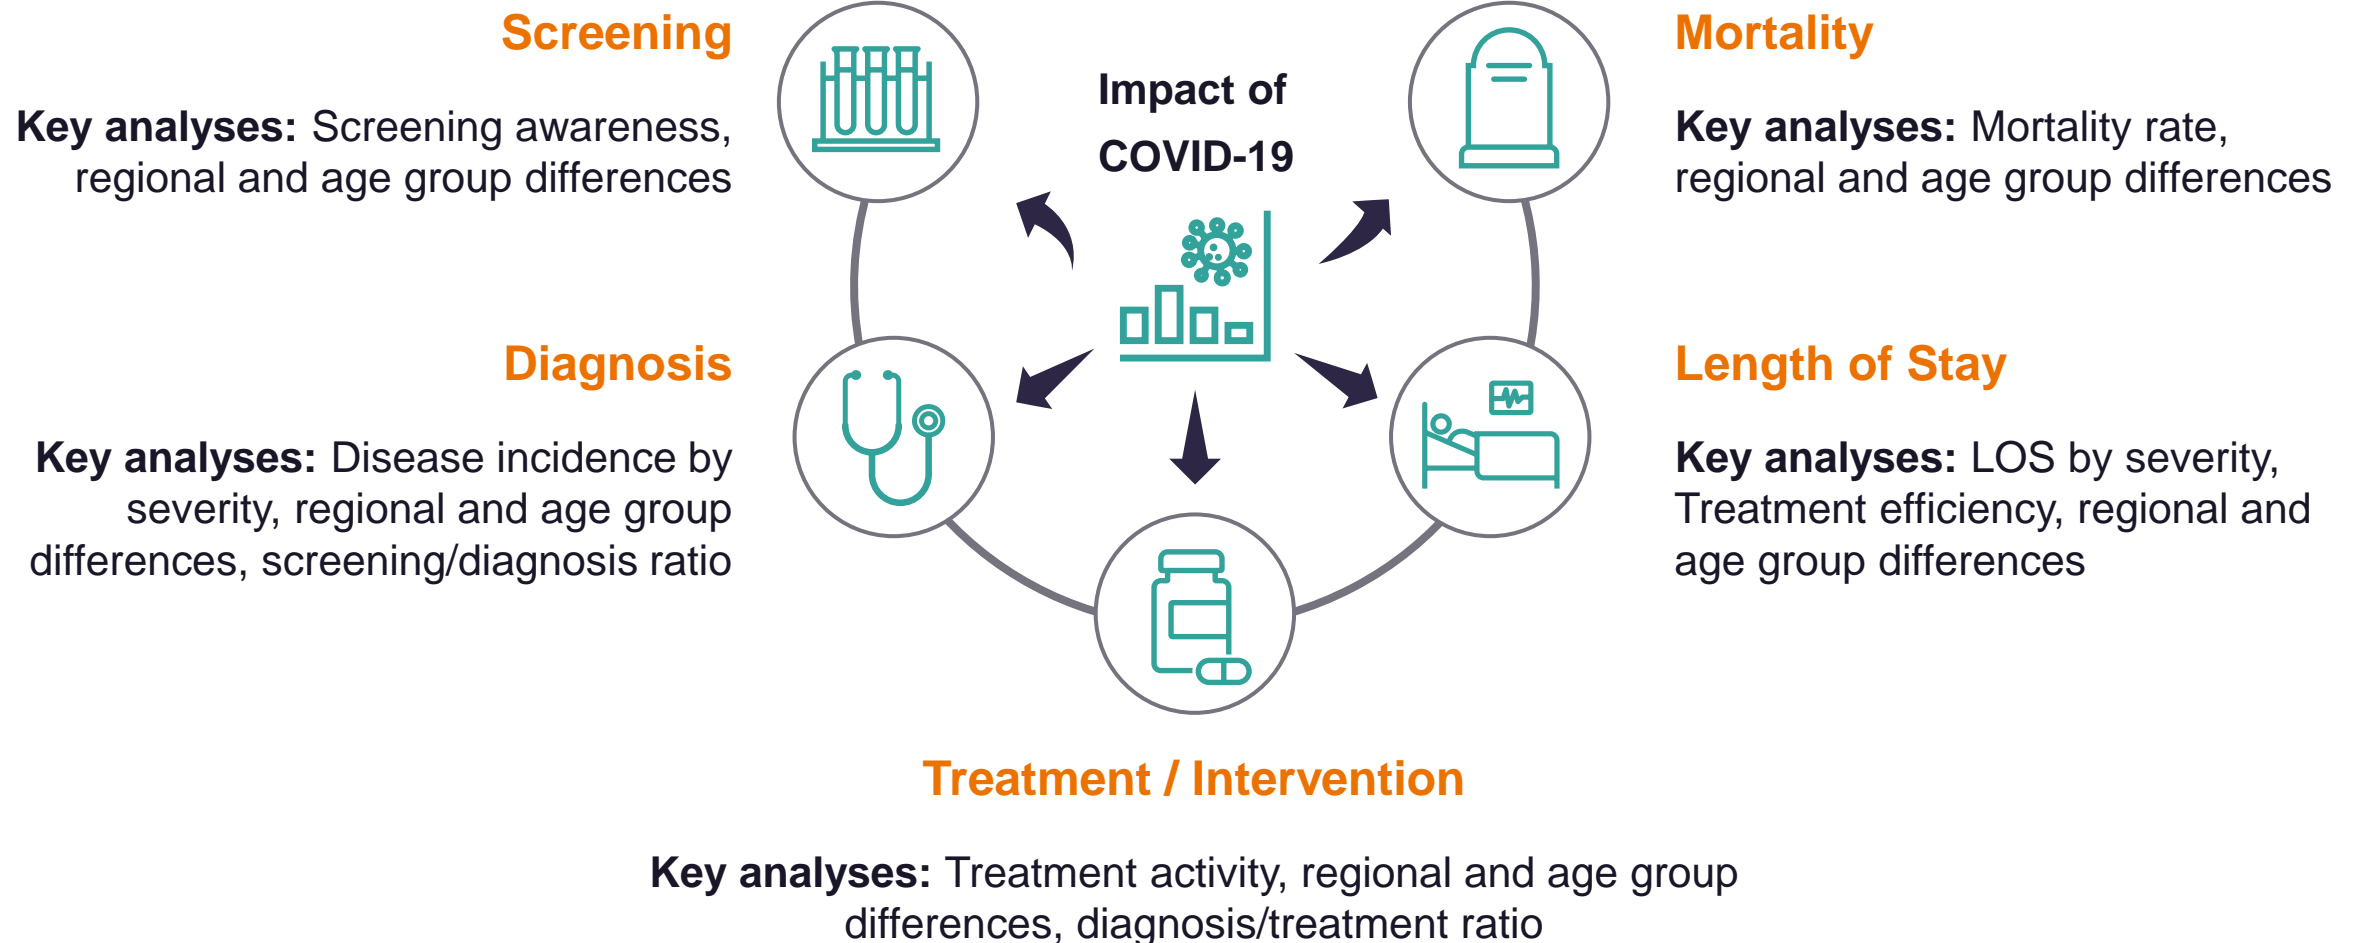 Screening
Key analyses: Screening awareness,
regional and age group differences
Impact of
COVID-19
Mortality
Key analyses: Mortality rate,
regional and age group differences
Diagnosis
Key analyses: Disease incidence by
severity, regional and age group
differences, screening/diagnosis ratio
Length of Stay
Key analyses: LOS by severity,
Treatment efficiency, regional and
age group differences
Treatment / Intervention
Key analyses: Treatment activity, regional and age group
differences, diagnosis/treatment ratio